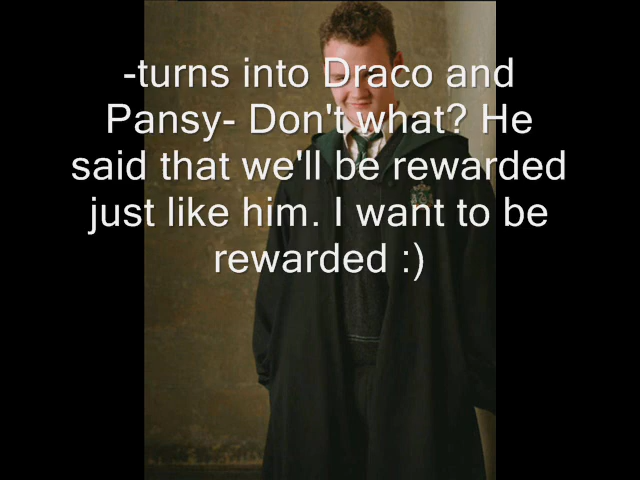 -turns into Draco and
Pansy- Don't what? He
said that we'll be rewarded
just like him. I want to be
rewarded :)